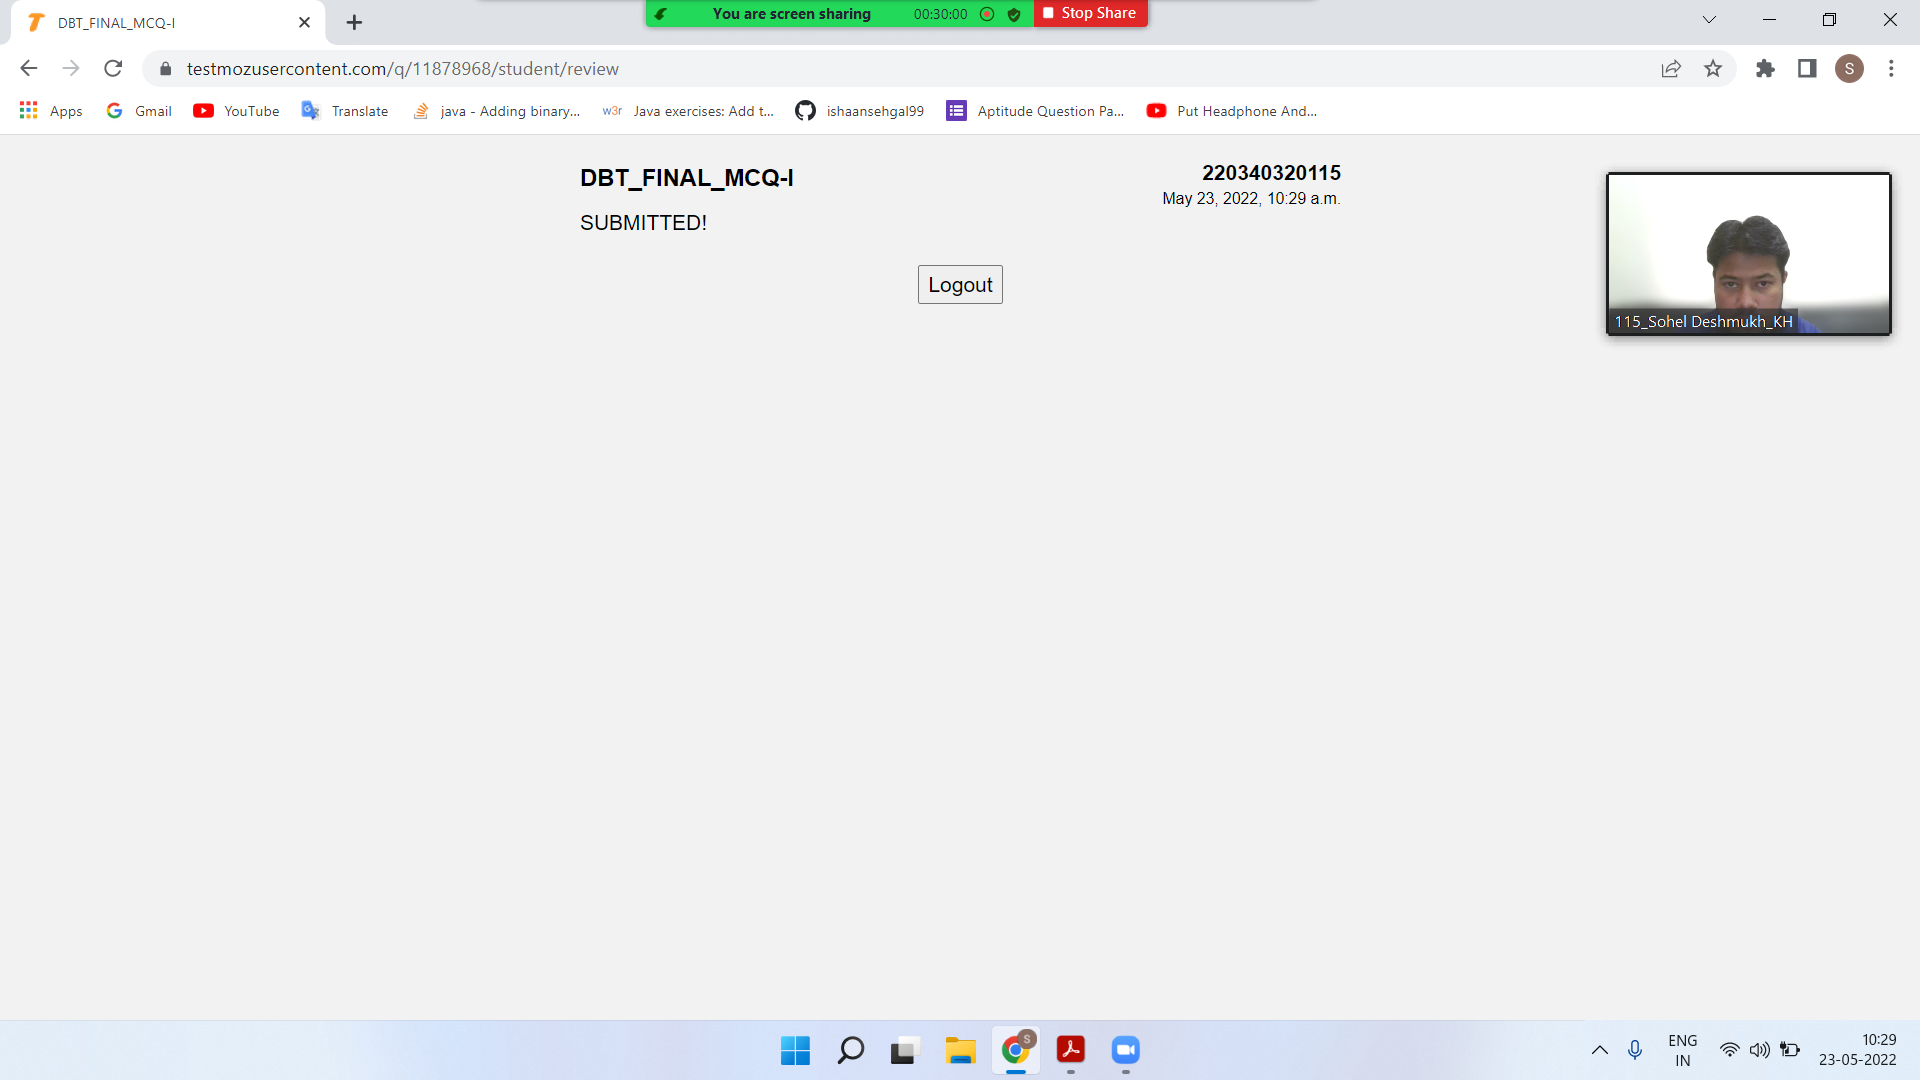 DBT_FINAL_MCQ-I
You are screen sharing 00:30:00 Stop Share
testmozusercontent.com/q/11878968/student/review
S
Apps Gmail YouTube Translate java - Adding binary... w3r Java exercises: Add t... ishaansehgal99 Aptitude Question Pa... Put Headphone And...
DBT_FINAL_MCQ-I
220340320115
May 23, 2022, 10:29 a.m.
SUBMITTED!
Logout
115_Sohel Deshmukh_KH
S
ENG
IN
10:29
23-05-2022